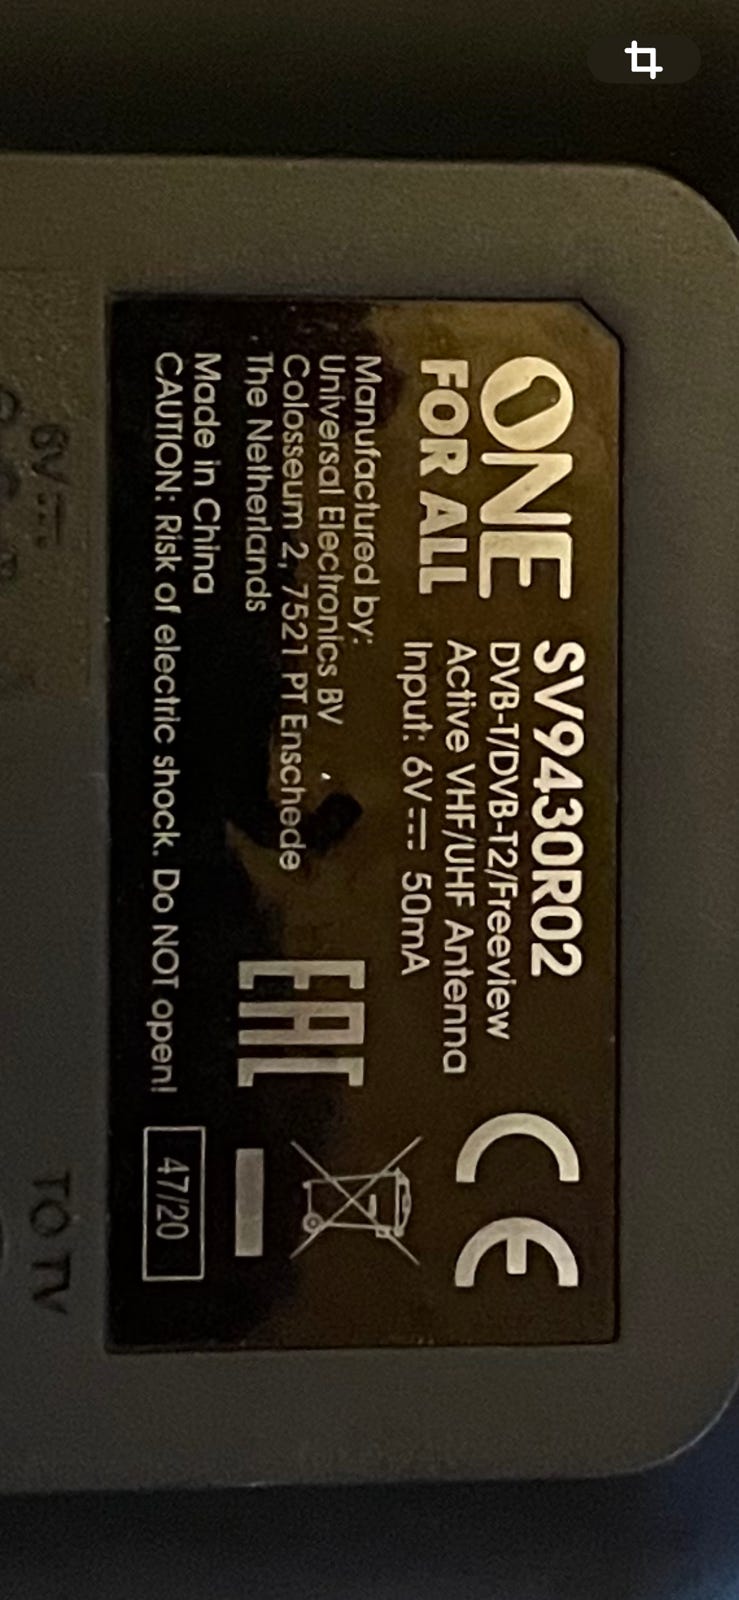 ONE
FOR ALL
SV9430R02
DVB-T/DVB-T2/Freeview
Active VHF/UHF Antenna
Input: 6V⎓ 50mA
CE
Manufactured by:
Universal Electronics BV
Colosseum 2, 7521 PT Enschede
The Netherlands
EAC
Made in China
CAUTION: Risk of electric shock. Do NOT open!
47/20
6V⎓
TO TV